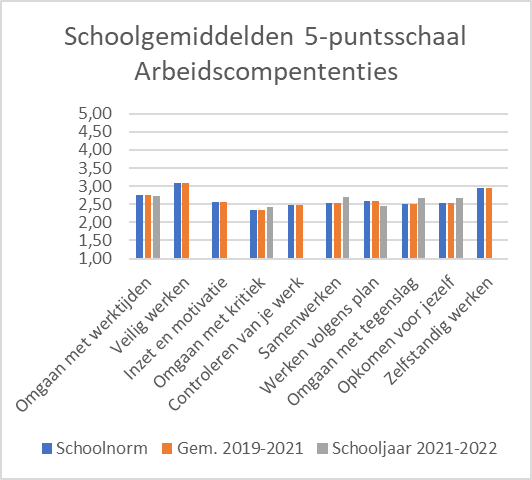 Schoolgemiddelden 5-puntsschaal
Arbeidscompententies
5,00
4,50
4,00
3,50
3,00
2,50
2,00
1,50
1,00
Omgaan met werktijden
Veilig werken
Inzet en motivatie
Omgaan met kritiek
Controleren van je werk
Samenwerken
Werken volgens plan
Omgaan met tegenslag
Opkomen voor jezelf
Zelfstandig werken
Schoolnorm
Gem. 2019-2021
Schooljaar 2021-2022